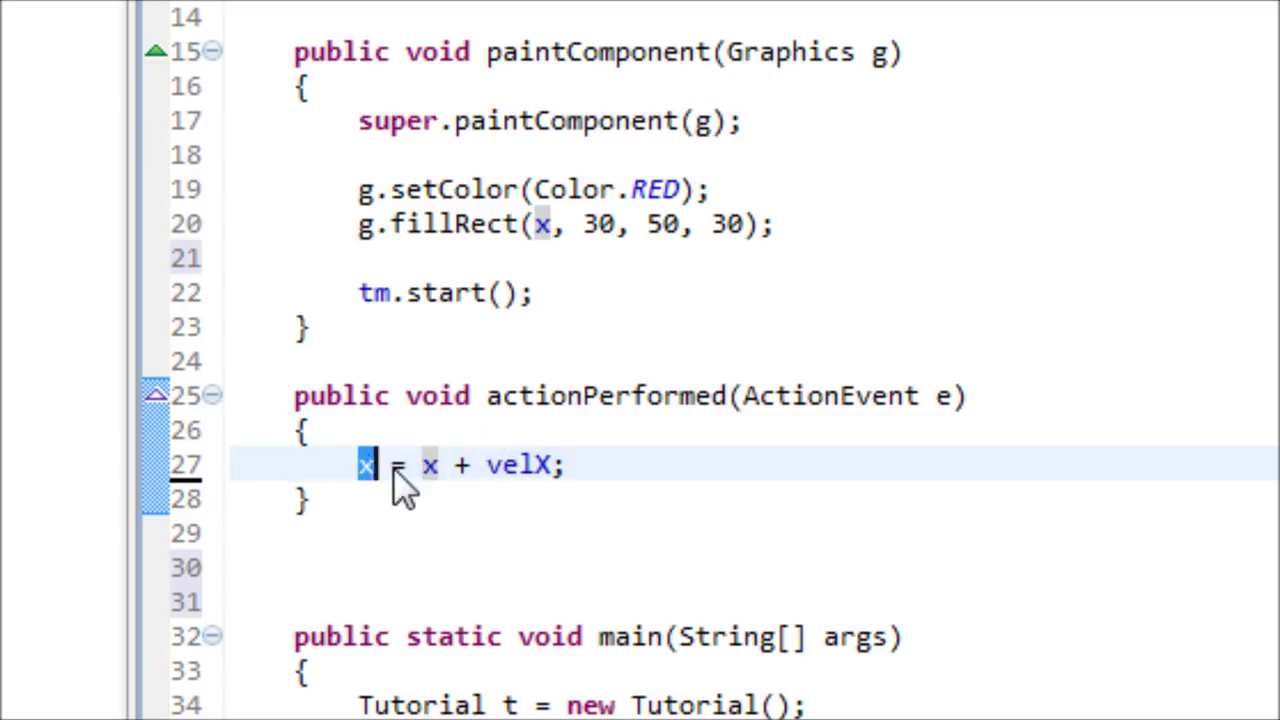 14
15 public void paintComponent(Graphics g)
16 {
17 super.paintComponent(g);
18
19 g.setColor(Color.RED);
20 g.fillRect(x, 30, 50, 30);
21
22 tm.start();
23 }
24
25 public void actionPerformed(ActionEvent e)
26 {
27 x = x + velX;
28 }
29
30
31
32 public static void main(String[] args)
33 {
34 Tutorial t = new Tutorial();